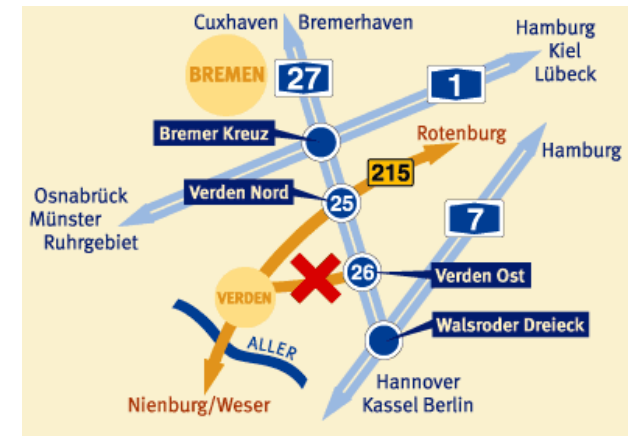 Cuxhaven Bremerhaven
Hamburg
Kiel
Lübeck
BREMEN
27
1
Bremer Kreuz
Rotenburg
Hamburg
215
Osnabrück
Münster
Ruhrgebiet
Verden Nord
25
7
26
Verden Ost
VERDEN
Walsroder Dreieck
ALLER
Hannover
Kassel Berlin
Nienburg/Weser